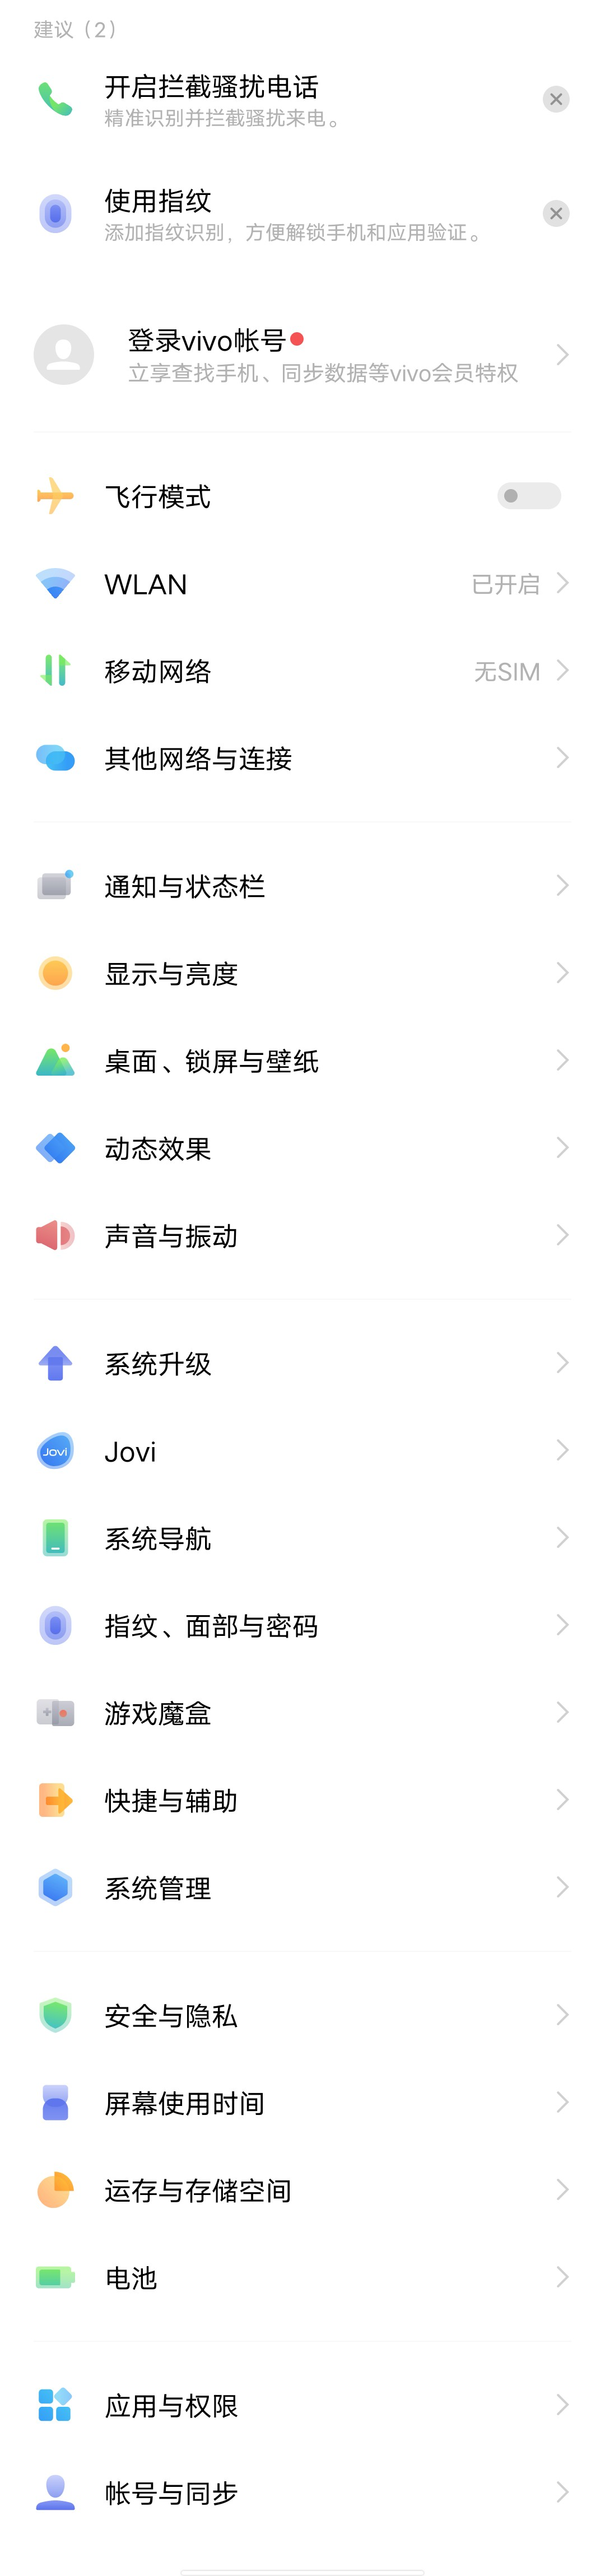 建议（2）
开启拦截骚扰电话
精准识别并拦截骚扰来电。
使用指纹
添加指纹识别，方便解锁手机和应用验证。
登录vivo帐号
立享查找手机、同步数据等vivo会员特权
飞行模式
WLAN 已开启
移动网络 无SIM
其他网络与连接
通知与状态栏
显示与亮度
桌面、锁屏与壁纸
动态效果
声音与振动
系统升级
Jovi Jovi
系统导航
指纹、面部与密码
游戏魔盒
快捷与辅助
系统管理
安全与隐私
屏幕使用时间
运存与存储空间
电池
应用与权限
帐号与同步